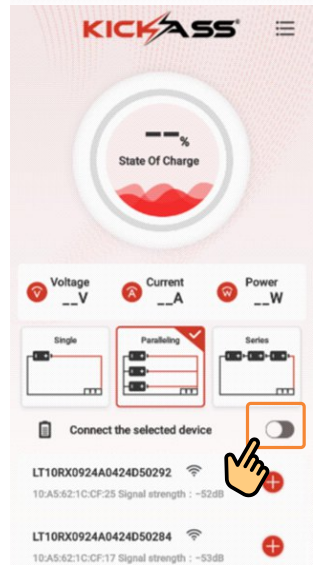 KICKASS
--%
State Of Charge
Voltage
__V
Current
__A
Power
__W
Single
Paralleling
Series
Connect the selected device
LT10RX0924A0424D50292
10:A5:62:1C:CF:25 Signal strength : -52dB
LT10RX0924A0424D50284
10:A5:62:1C:CF:17 Signal strength : -53dB